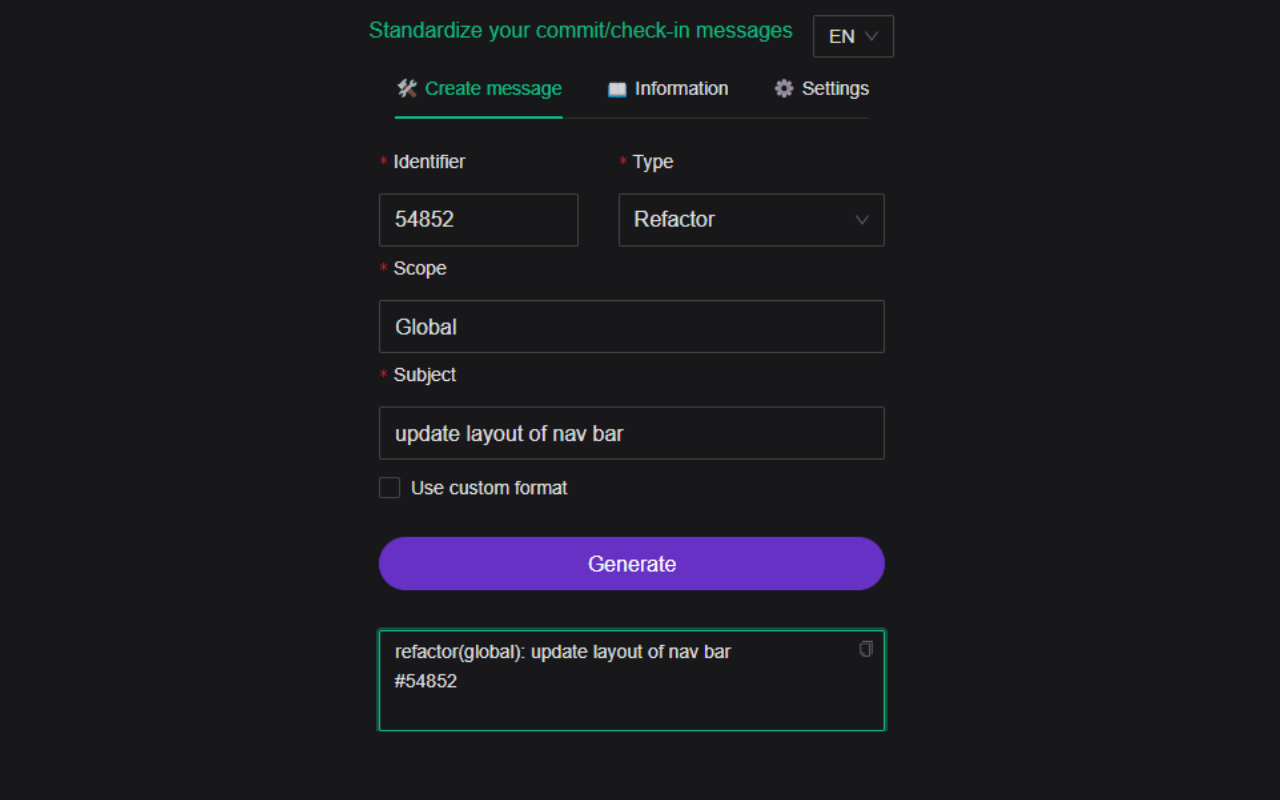 Standardize your commit/check-in messages
EN
Create message
Information
Settings
* Identifier
* Type
54852
Refactor
* Scope
Global
* Subject
update layout of nav bar
Use custom format
Generate
refactor(global): update layout of nav bar
#54852